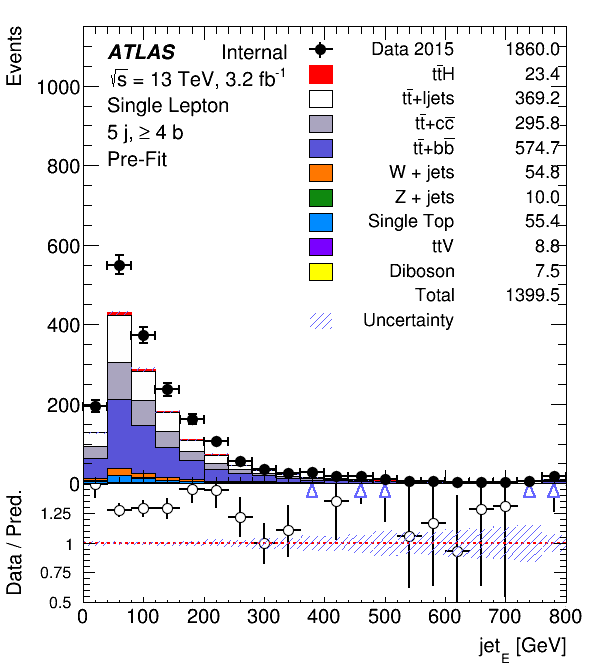 Events
ATLAS Internal
√s = 13 TeV, 3.2 fb⁻¹
Single Lepton
5 j, ≥ 4 b
Pre-Fit
Data 2015 1860.0
tt̄H 23.4
tt̄+ljets 369.2
tt̄+cc̄ 295.8
tt̄+bb̄ 574.7
W + jets 54.8
Z + jets 10.0
Single Top 55.4
ttV 8.8
Diboson 7.5
Total 1399.5
Uncertainty
1000
800
600
400
200
0
Data / Pred.
1.25
1
0.75
0.5
0 100 200 300 400 500 600 700 800
jet_E [GeV]